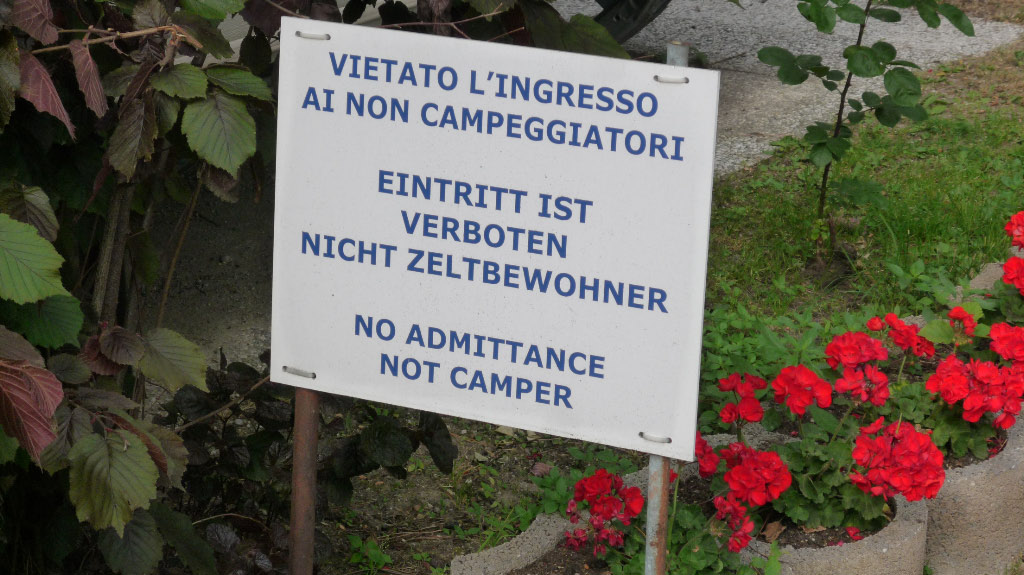 VIETATO L'INGRESSO
AI NON CAMPEGGIATORI
EINTRITT IST
VERBOTEN
NICHT ZELTBEWOHNER
NO ADMITTANCE
NOT CAMPER